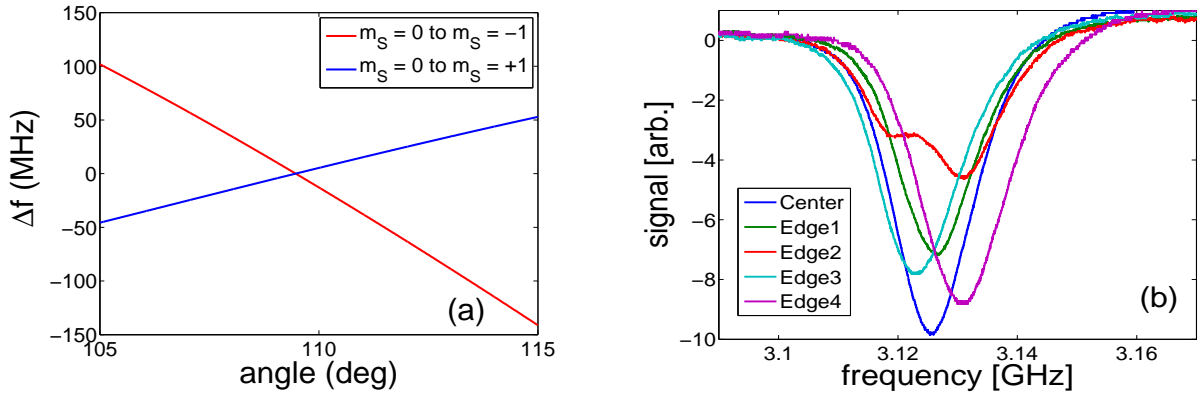 150
100
50
0
−50
−100
−150
105
110
115
Δf (MHz)
angle (deg)
m_S = 0 to m_S = −1
m_S = 0 to m_S = +1
(a)
0
−2
−4
−6
−8
−10
3.1
3.12
3.14
3.16
signal [arb.]
frequency [GHz]
Center
Edge1
Edge2
Edge3
Edge4
(b)